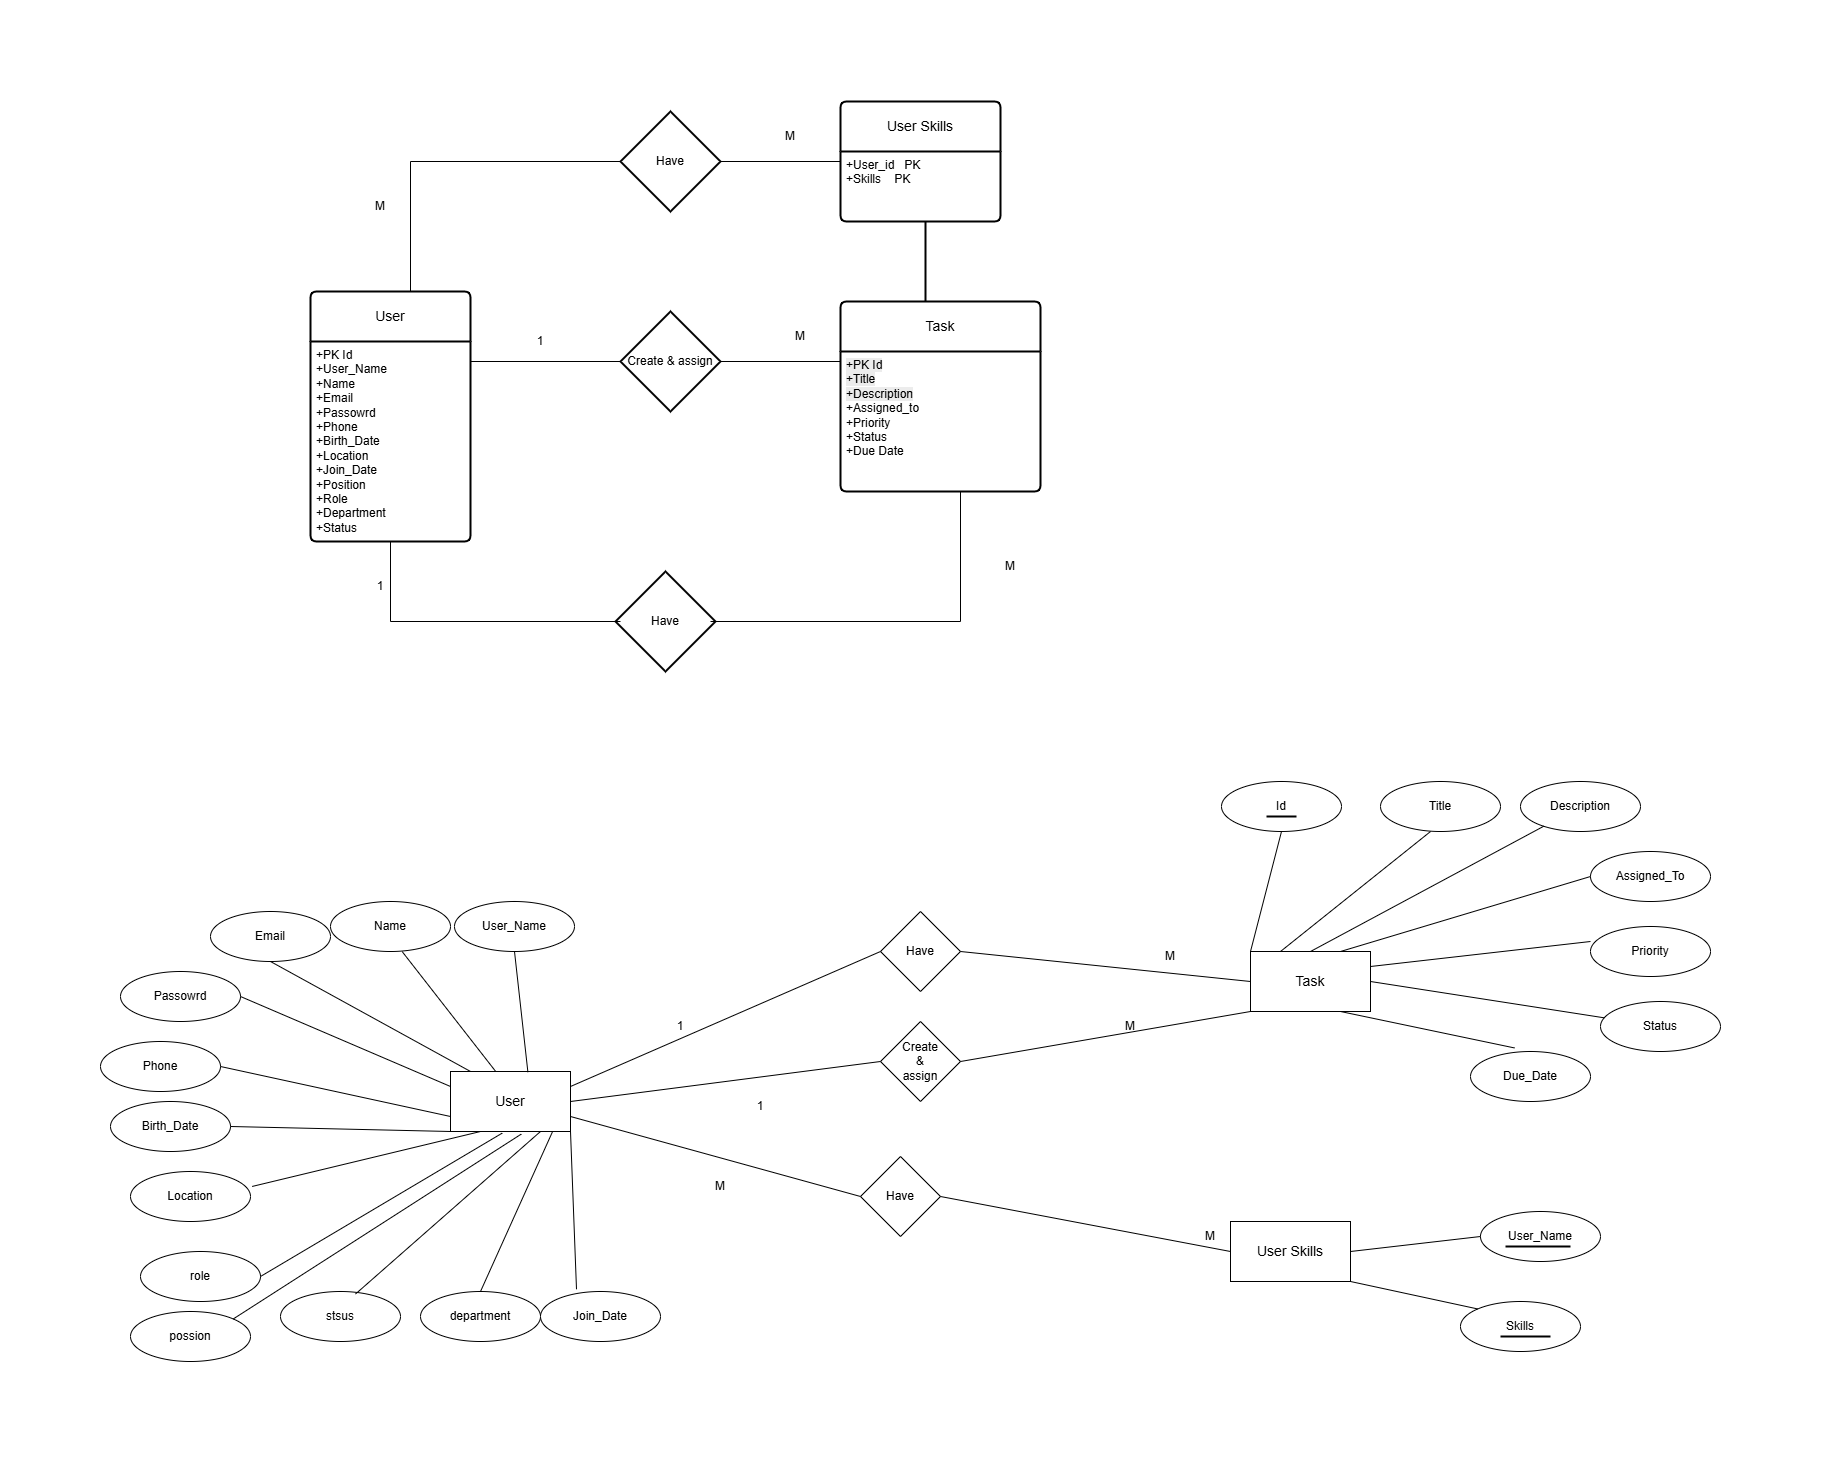 User Skills
M
Have
+User_id PK
+Skills PK
M
User
Task
1
M
Create & assign
+PK Id
+User_Name
+Name
+Email
+Passowrd
+Phone
+Birth_Date
+Location
+Join_Date
+Position
+Role
+Department
+Status
+PK Id
+Title
+Description
+Assigned_to
+Priority
+Status
+Due Date
M
1
Have
Id
Title
Description
Assigned_To
Email
Name
User_Name
Have
M
Priority
Task
Passowrd
1
M
Status
Create
&
assign
Phone
Due_Date
User
1
Birth_Date
M
Location
Have
M
User_Name
User Skills
role
stsus
department
Join_Date
Skills
possion